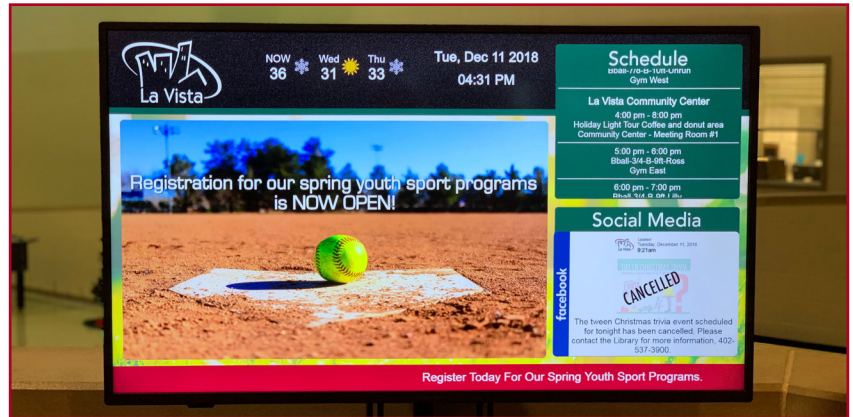 La Vista
NOW
36
Wed
31
Thu
33
Tue, Dec 11 2018
04:31 PM
Registration for our spring youth sport programs
is NOW OPEN!
Schedule
Gym West
La Vista Community Center
4:00 pm - 8:00 pm
Holiday Light Tour Coffee and donut area
Community Center - Meeting Room #1
5:00 pm - 6:00 pm
Bball-3/4-B-9ft-Ross
Gym East
6:00 pm - 7:00 pm
Bball-3/4-B-9ft-Lilly
Social Media
facebook
Tuesday, December 11, 2018
9:21am
CANCELLED
The tween Christmas trivia event scheduled
for tonight has been cancelled. Please
contact the Library for more information, 402-
537-3900.
Register Today For Our Spring Youth Sport Programs.